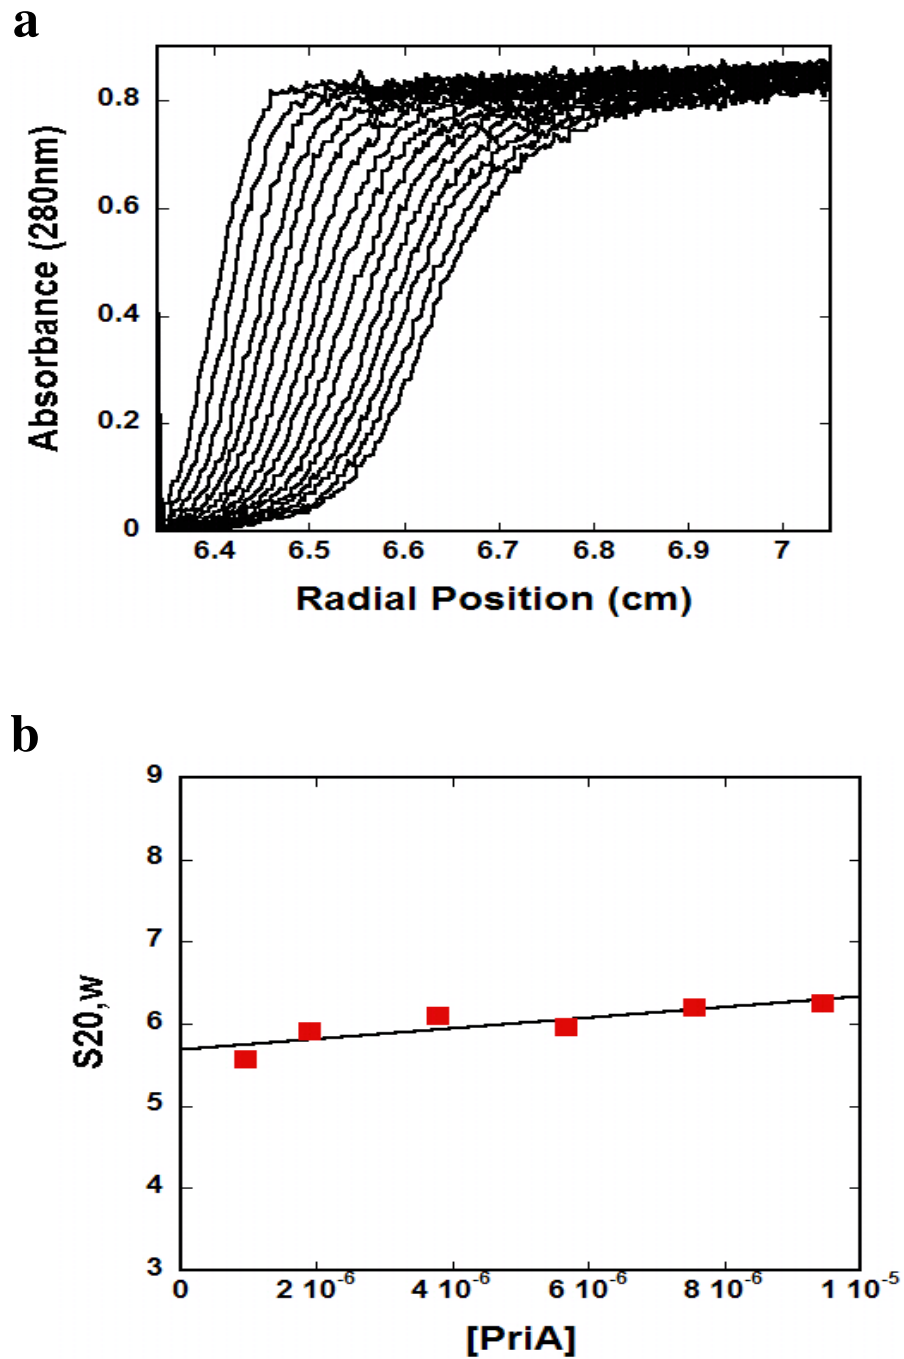 a
Absorbance (280nm)
0.8
0.6
0.4
0.2
0
6.4 6.5 6.6 6.7 6.8 6.9 7
Radial Position (cm)
b
S20,w
9
8
7
6
5
4
3
0 2 10⁻⁶ 4 10⁻⁶ 6 10⁻⁶ 8 10⁻⁶ 1 10⁻⁵
[PriA]